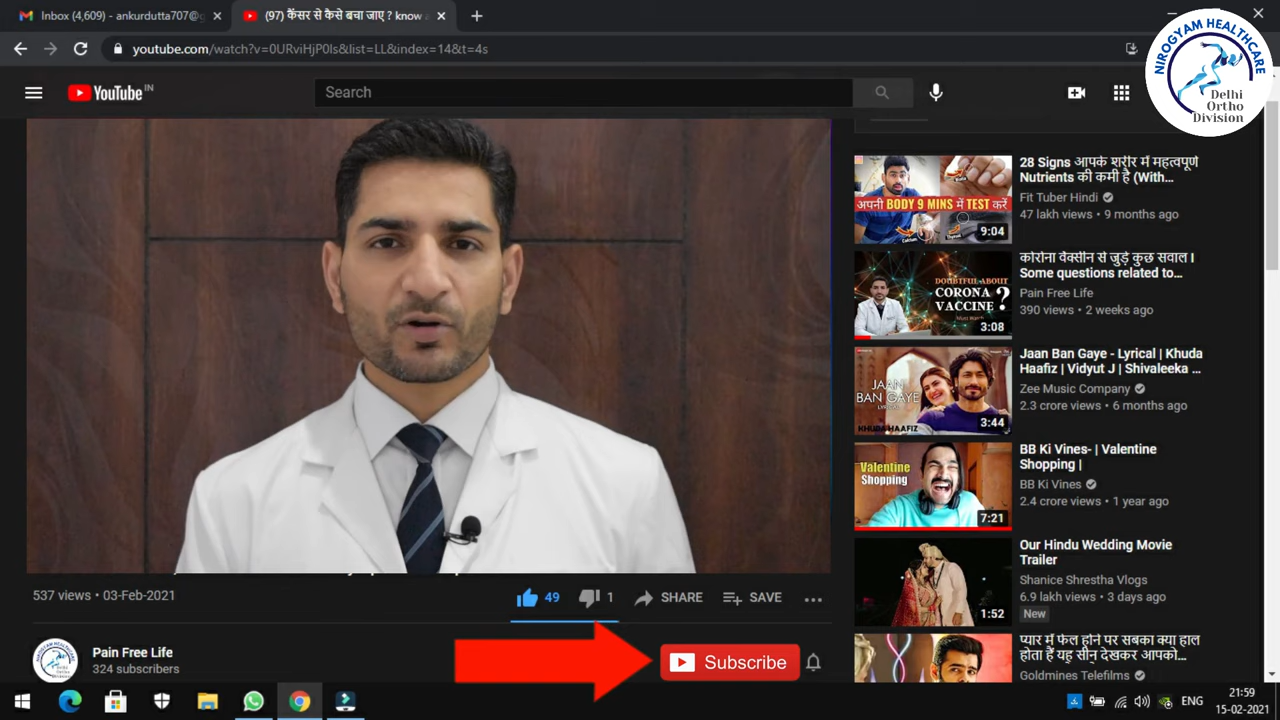 Inbox (4,609) - ankurdutta707@g
(97) कैंसर से कैसे बचा जाए ? know a
youtube.com/watch?v=0URviHjP0ls&list=LL&index=14&t=4s
NIROGYAM HEALTHCARE
Delhi
Ortho
Division
YouTube IN
Search
28 Signs आपके शरीर में महत्वपूर्ण
Nutrients की कमी है (With...
Fit Tuber Hindi
47 lakh views • 9 months ago
अपनी BODY 9 MINS में TEST करें
9:04
कोरोना वैक्सीन से जुड़े कुछ सवाल I
Some questions related to...
Pain Free Life
390 views • 2 weeks ago
DOUBTFUL ABOUT
CORONA
VACCINE ?
Must Watch
3:08
Jaan Ban Gaye - Lyrical | Khuda
Haafiz | Vidyut J | Shivaleeka ...
Zee Music Company
2.3 crore views • 6 months ago
JAAN
BAN GAYE
LYRICAL
KHUDA HAAFIZ
3:44
BB Ki Vines- | Valentine
Shopping |
BB Ki Vines
2.4 crore views • 1 year ago
Valentine
Shopping
7:21
Our Hindu Wedding Movie
Trailer
Shanice Shrestha Vlogs
6.9 lakh views • 3 days ago
New
1:52
प्यार में फेल होने पर सबका क्या हाल
होता हैं यह सीन देखकर आपको...
Goldmines Telefilms
537 views • 03-Feb-2021
49
1
SHARE
SAVE
Pain Free Life
324 subscribers
Subscribe
ENG
21:59
15-02-2021